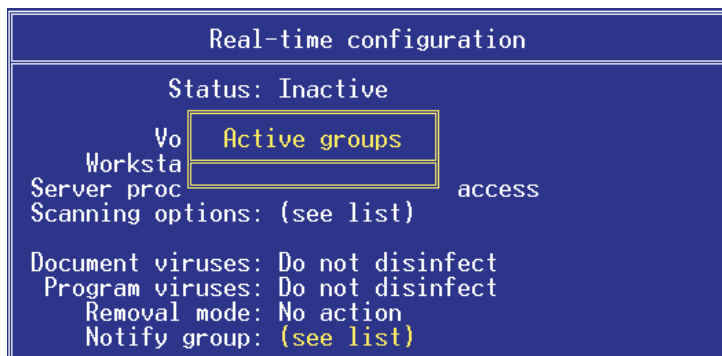 Real-time configuration
Status: Inactive
Vo
Active groups
Worksta
Server proc access
Scanning options: (see list)
Document viruses: Do not disinfect
Program viruses: Do not disinfect
Removal mode: No action
Notify group: (see list)